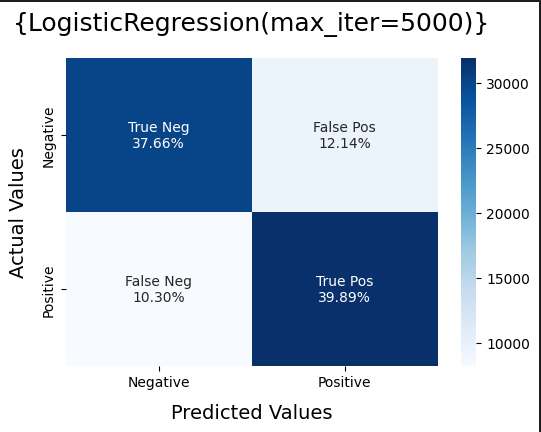 {LogisticRegression(max_iter=5000)}
Actual Values
Negative
Positive
True Neg
37.66%
False Pos
12.14%
False Neg
10.30%
True Pos
39.89%
Negative
Positive
Predicted Values
30000
25000
20000
15000
10000